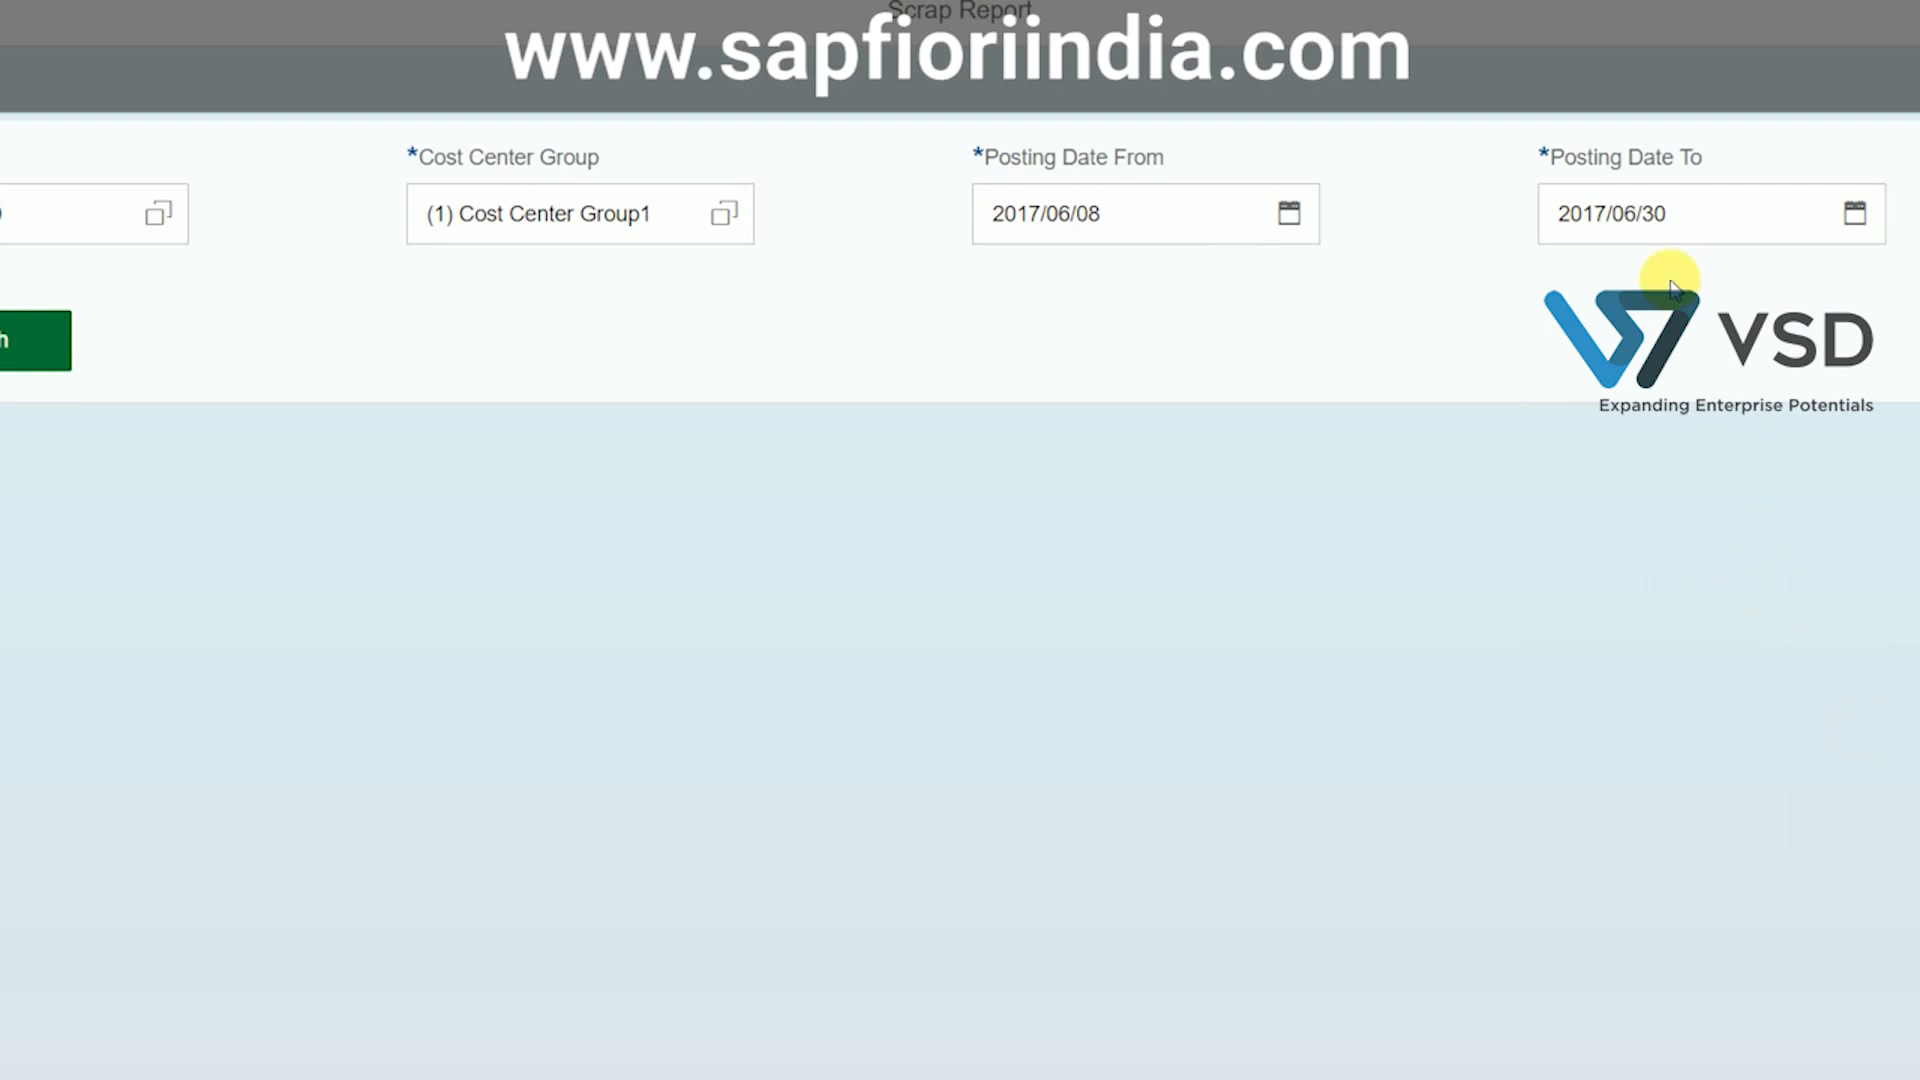 Scrap Report
www.sapfioriindia.com
*Cost Center Group
*Posting Date From
*Posting Date To
(1) Cost Center Group1
2017/06/08
2017/06/30
h
VSD
Expanding Enterprise Potentials